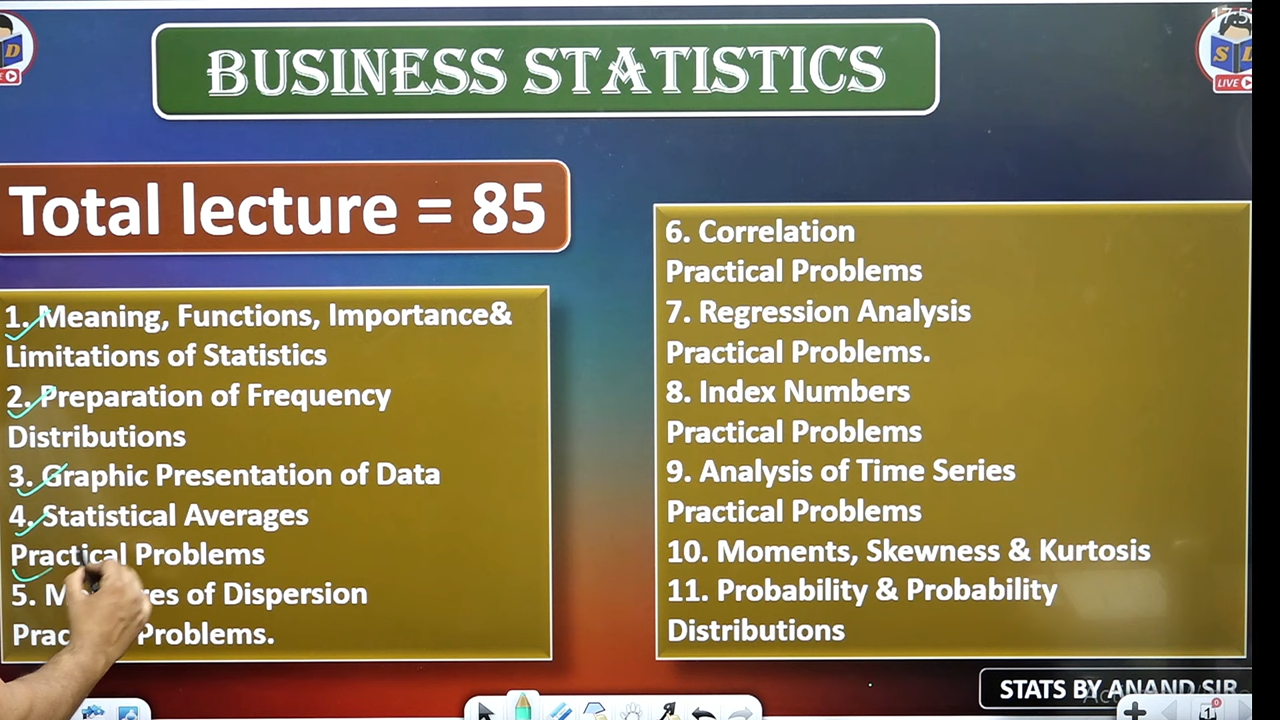 17:5
BUSINESS STATISTICS
D
S D
LIVE
Total lecture = 85
1. Meaning, Functions, Importance&
Limitations of Statistics
2. Preparation of Frequency
Distributions
3. Graphic Presentation of Data
4. Statistical Averages
Practical Problems
5. of Dispersion
Problems.
6. Correlation
Practical Problems
7. Regression Analysis
Practical Problems.
8. Index Numbers
Practical Problems
9. Analysis of Time Series
Practical Problems
10. Moments, Skewness & Kurtosis
11. Probability & Probability
Distributions
STATS BY ANAND SIR